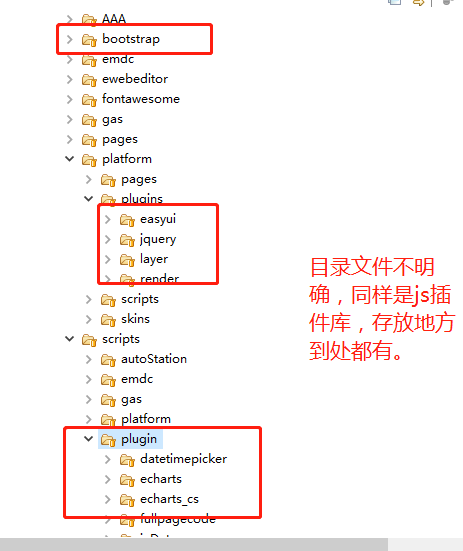 AAA
bootstrap
emdc
ewebeditor
fontawesome
gas
pages
platform
pages
plugins
easyui
jquery
layer
render
scripts
skins
scripts
autoStation
emdc
gas
platform
plugin
datetimepicker
echarts
echarts_cs
fullpagecode
目录文件不明
确，同样是js插
件库，存放地方
到处都有。